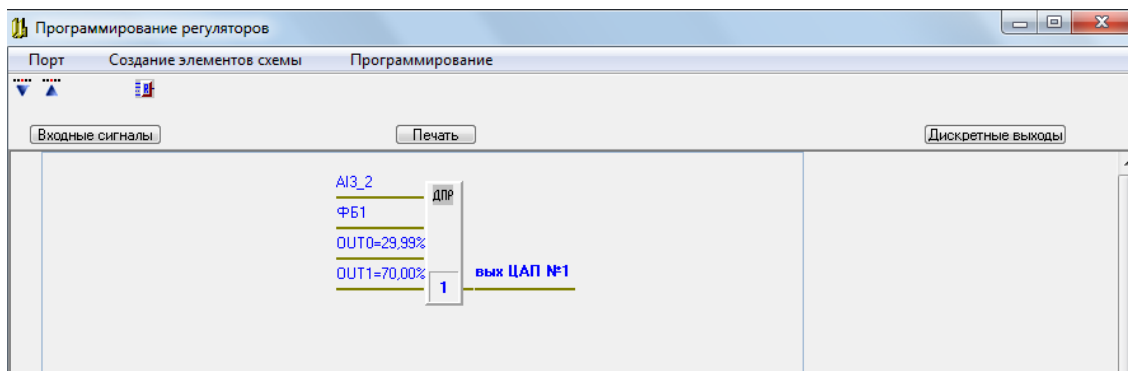 Программирование регуляторов
Порт Создание элементов схемы Программирование
Входные сигналы Печать Дискретные выходы
AI3_2
ДПР
ФБ1
OUT0=29,99%
OUT1=70,00% вых ЦАП №1
1